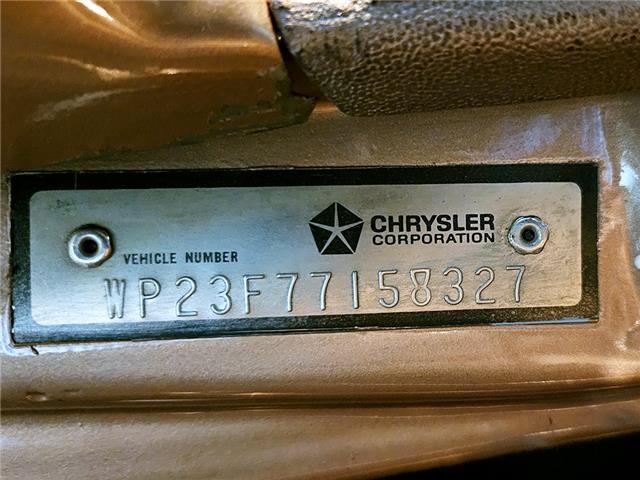 CHRYSLER
CORPORATION
VEHICLE NUMBER
WP23F77158327